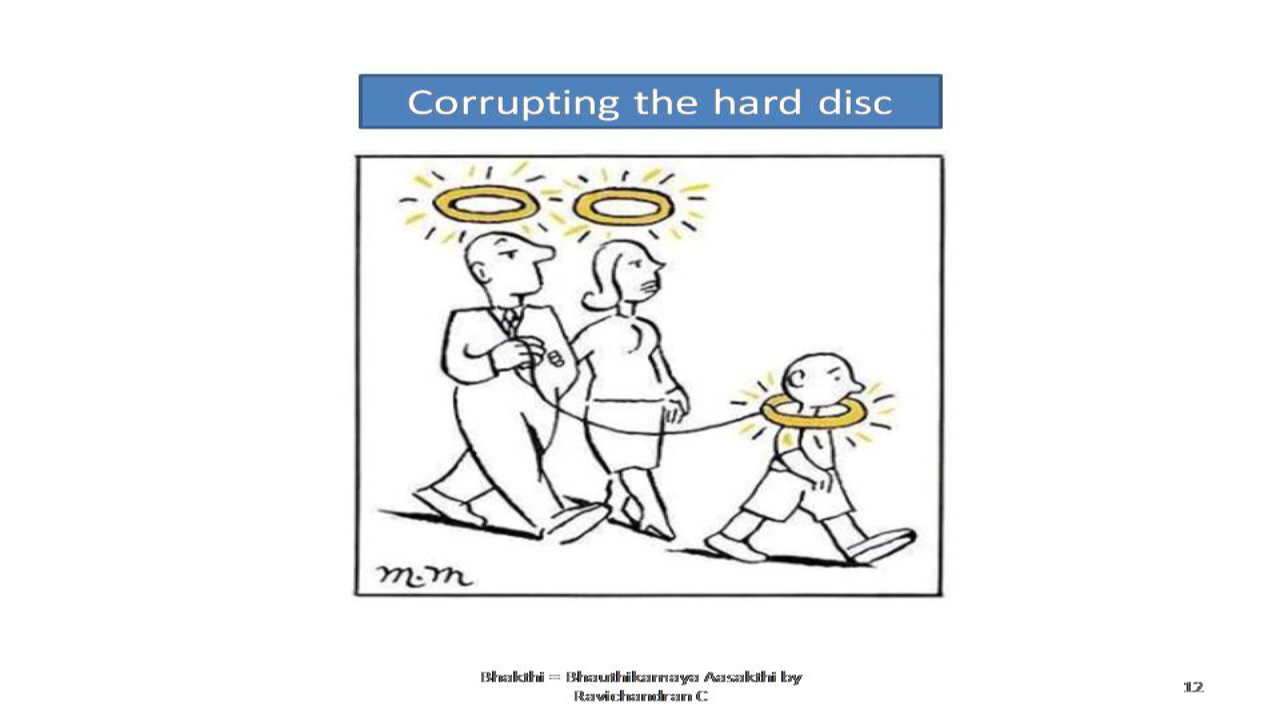 Corrupting the hard disc
m.m
Bhakthi = Bhauthikamaya Aasakthi by
Ravichandran C
12